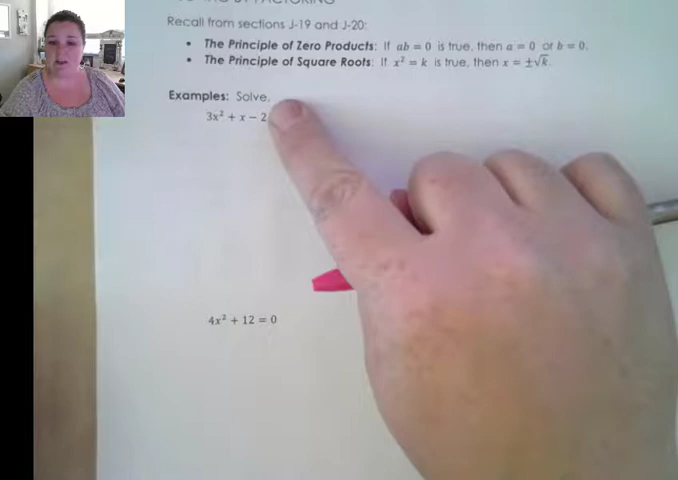 Recall from sections J-19 and J-20:
• The Principle of Zero Products: If ab = 0 is true, then a = 0 or b = 0.
• The Principle of Square Roots: If x² = k is true, then x = ±√k.
Examples: Solve.
3x² + x − 2
4x² + 12 = 0